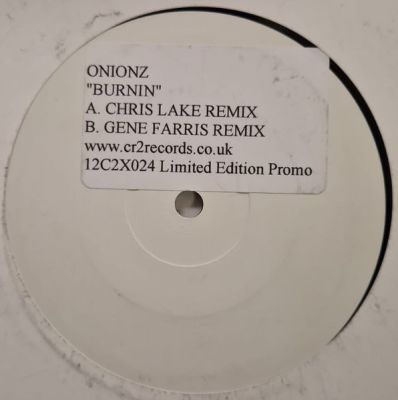 ONIONZ
"BURNIN"
A. CHRIS LAKE REMIX
B. GENE FARRIS REMIX
www.cr2records.co.uk
12C2X024 Limited Edition Promo